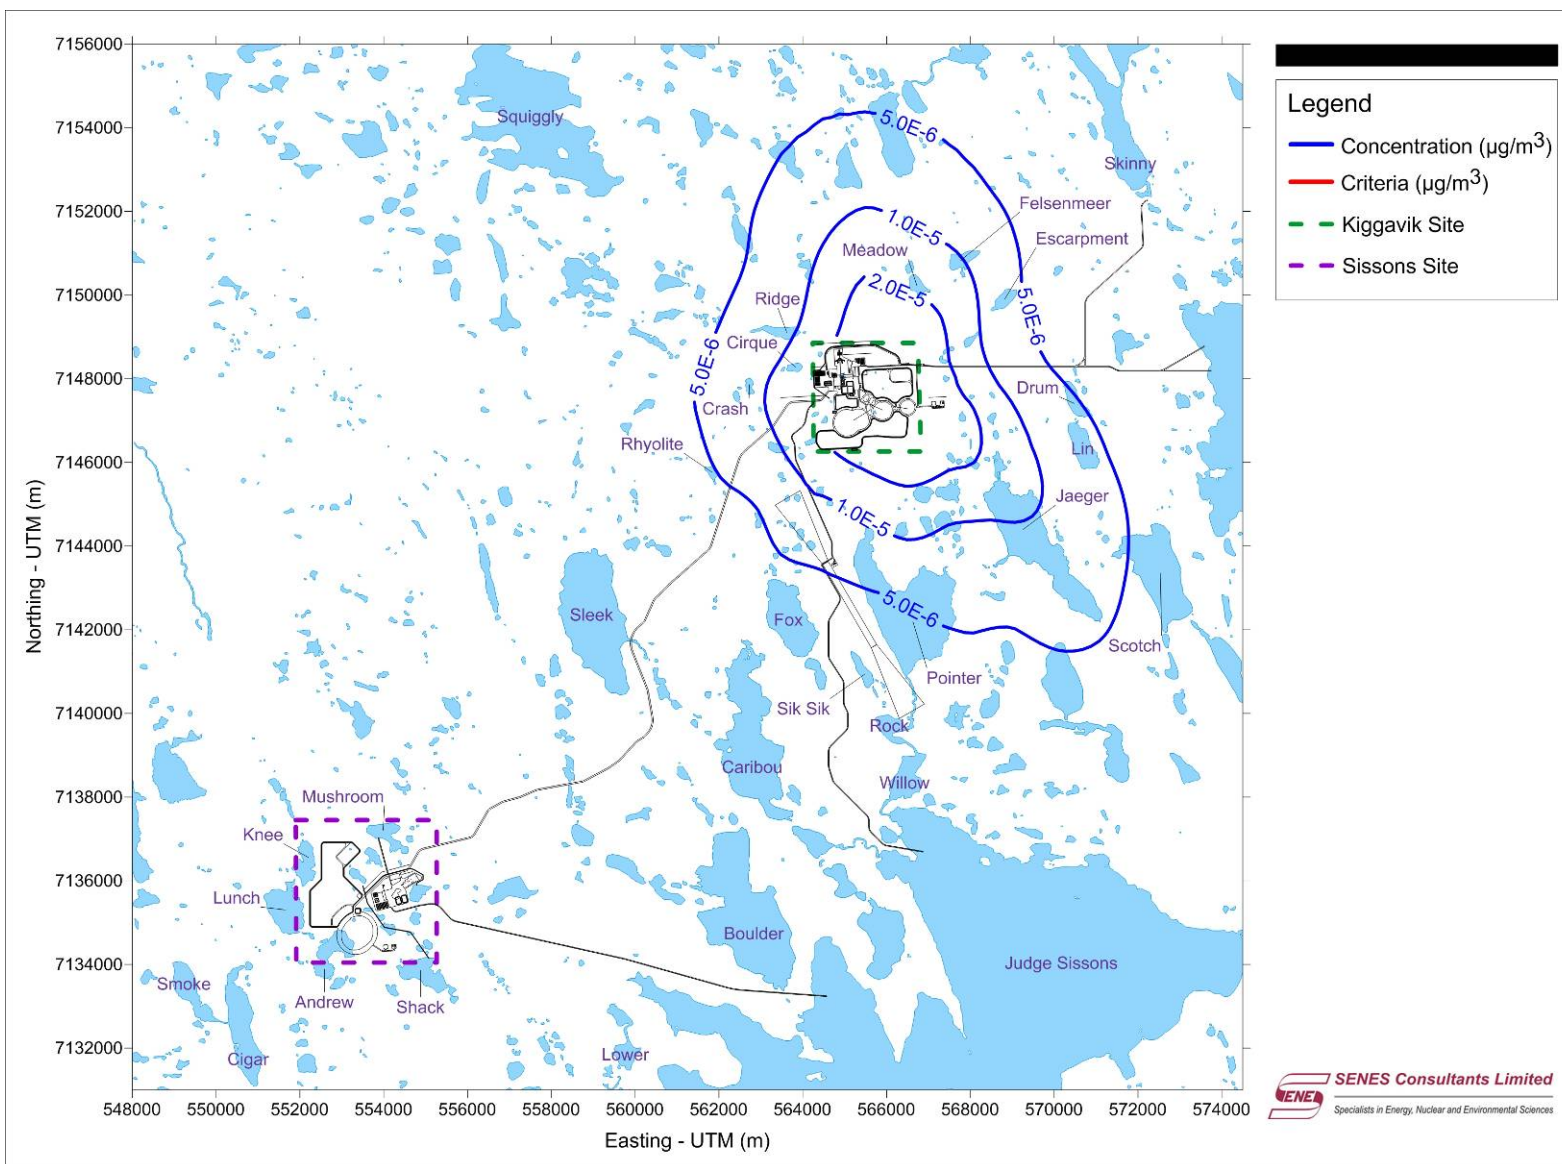 7156000
7154000
7152000
7150000
7148000
7146000
7144000
7142000
7140000
7138000
7136000
7134000
7132000
Northing - UTM (m)
548000
550000
552000
554000
556000
558000
560000
562000
564000
566000
568000
570000
572000
574000
Easting - UTM (m)
Squiggly
5.0E-6
Skinny
Felsenmeer
1.0E-5
Escarpment
Meadow
2.0E-5
Ridge
5.0E-6
Cirque
5.0E-6
Drum
Crash
Rhyolite
Lin
Jaeger
1.0E-5
5.0E-6
Sleek
Fox
Scotch
Pointer
Sik Sik
Rock
Caribou
Willow
Mushroom
Knee
Lunch
Boulder
Judge Sissons
Smoke
Andrew
Shack
Cigar
Lower
Legend
Concentration (µg/m³)
Criteria (µg/m³)
Kiggavik Site
Sissons Site
SENES
SENES Consultants Limited
Specialists in Energy, Nuclear and Environmental Sciences